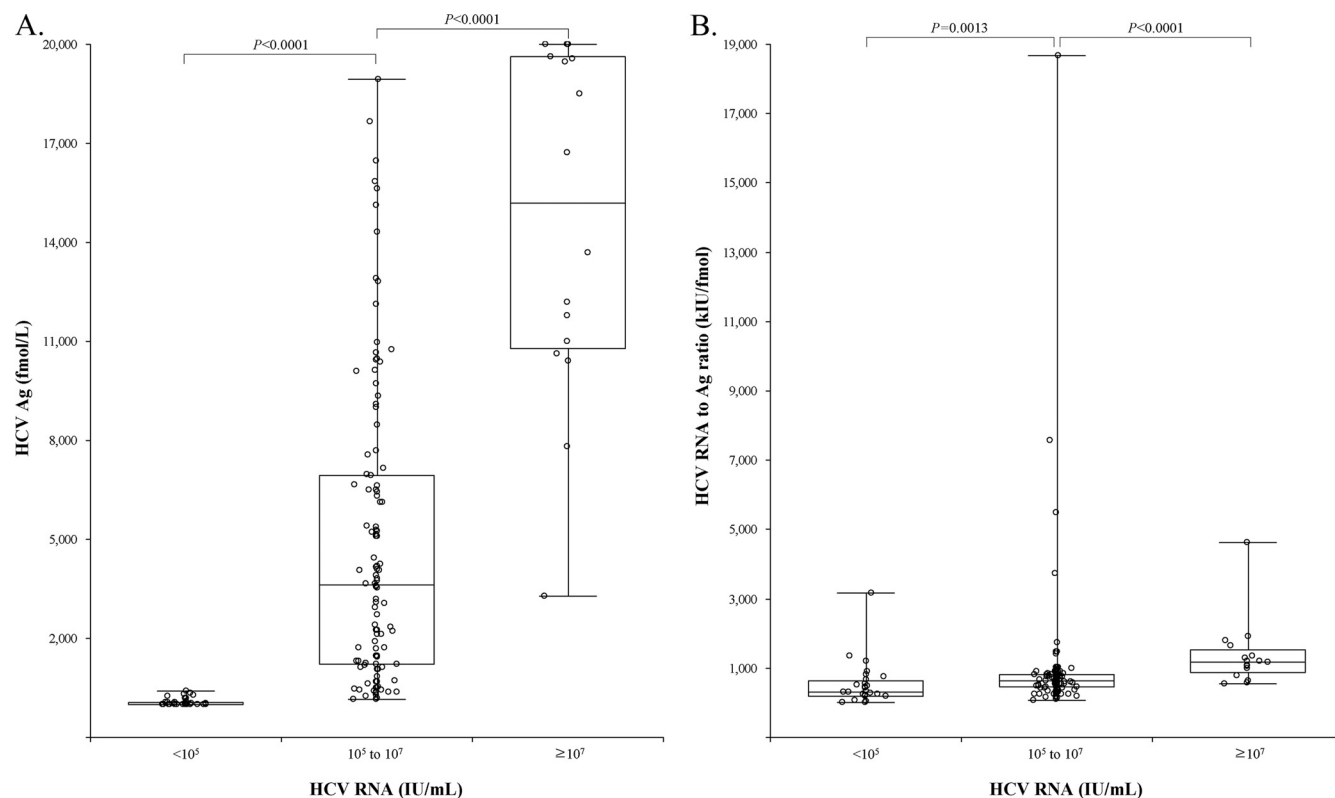 A.
P<0.0001
P<0.0001
20,000
17,000
14,000
11,000
8,000
5,000
2,000
HCV Ag (fmol/L)
<10⁵
10⁵ to 10⁷
≥10⁷
HCV RNA (IU/mL)
B.
P=0.0013
P<0.0001
19,000
17,000
15,000
13,000
11,000
9,000
7,000
5,000
3,000
1,000
HCV RNA to Ag ratio (kIU/fmol)
<10⁵
10⁵ to 10⁷
≥10⁷
HCV RNA (IU/mL)